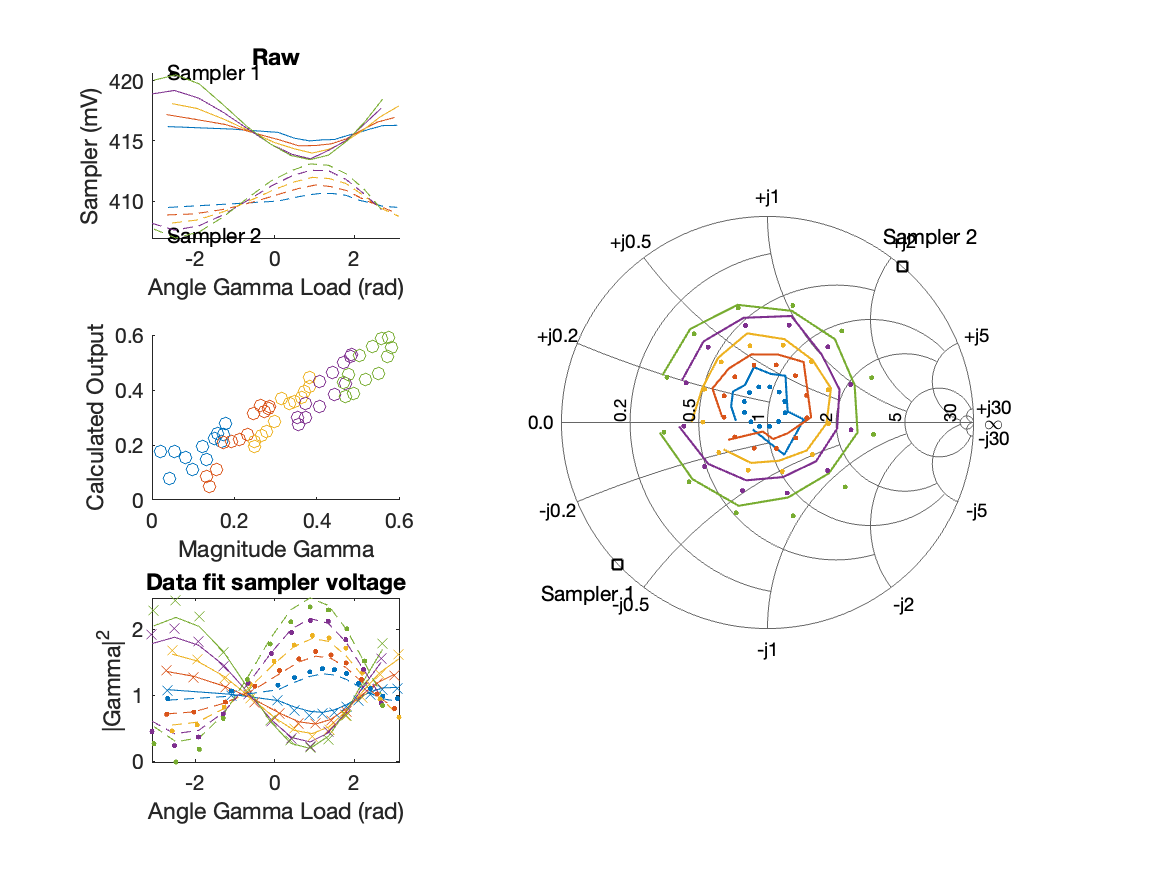 Raw
Sampler 1
420
415
410
Sampler (mV)
Sampler 2
-2
0
2
Angle Gamma Load (rad)
0.6
0.4
0.2
0
Calculated Output
0
0.2
0.4
0.6
Magnitude Gamma
Data fit sampler voltage
2
1
0
|Gamma|²
-2
0
2
Angle Gamma Load (rad)
+j1
+j0.5
+j2
Sampler 2
+j0.2
+j5
0.0
0.2
0.5
1
2
5
30
+j30
∞
-j30
-j0.2
-j5
Sampler 1
-j0.5
-j2
-j1